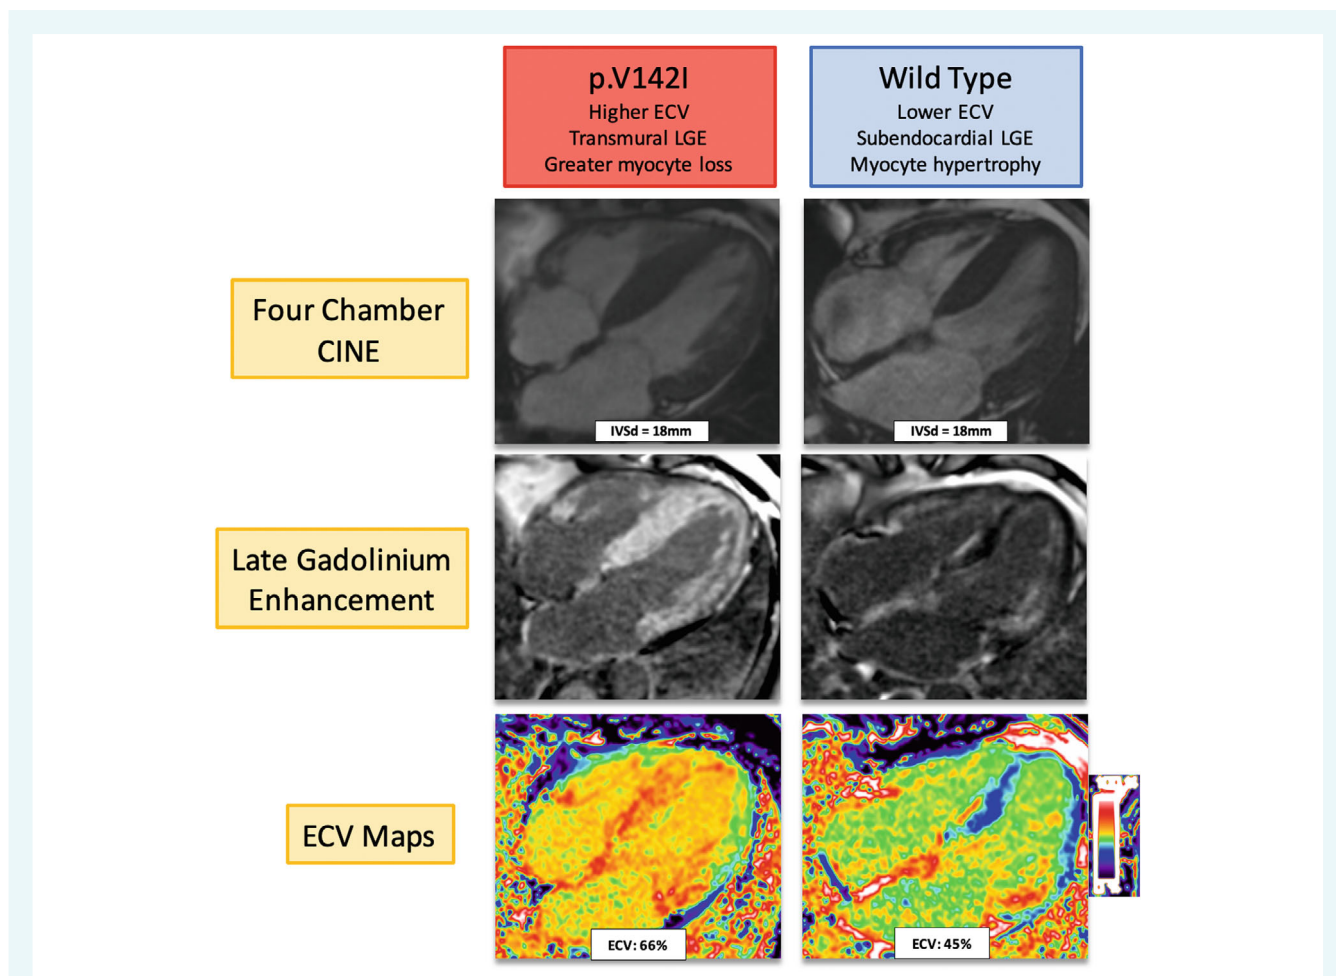 p.V142I
Higher ECV
Transmural LGE
Greater myocyte loss
Wild Type
Lower ECV
Subendocardial LGE
Myocyte hypertrophy
Four Chamber
CINE
IVSd = 18mm
IVSd = 18mm
Late Gadolinium
Enhancement
ECV Maps
ECV: 66%
ECV: 45%